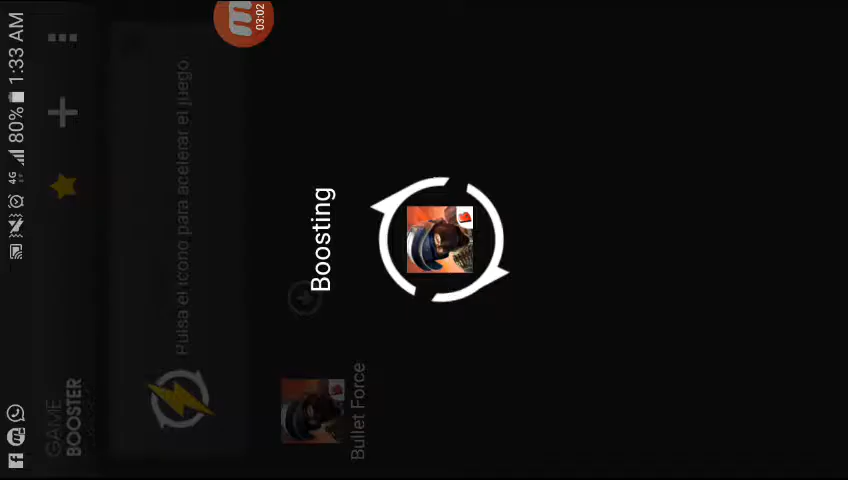 80% 1:33 AM
4G
03:02
GAME
BOOSTER
Pulsa el icono para acelerar el juego
Boosting
Bullet Force